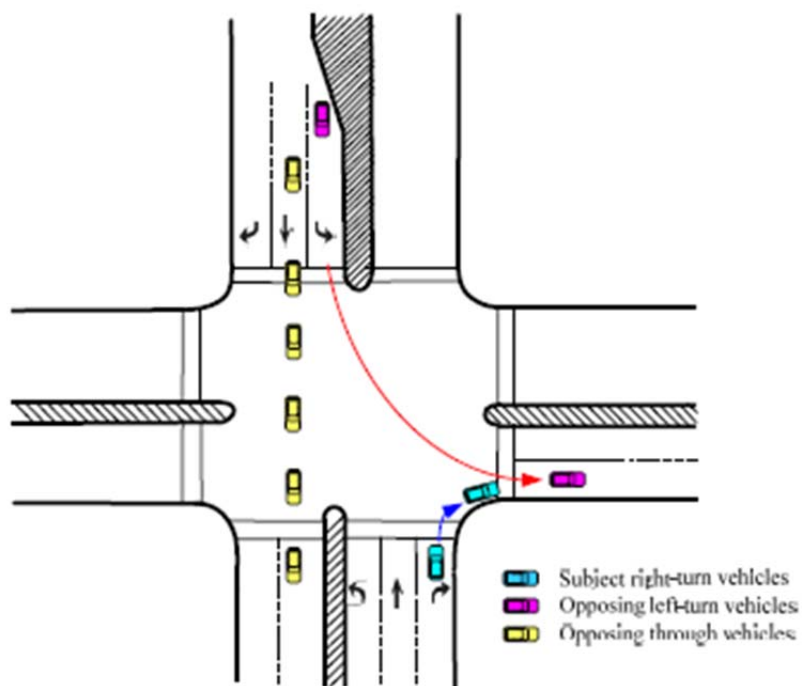 Subject right-turn vehicles
Opposing left-turn vehicles
Opposing through vehicles